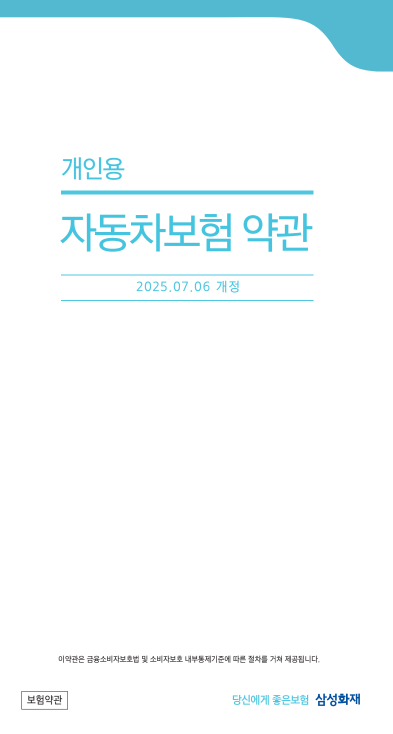 개인용
자동차보험 약관
2025.07.06 개정
이약관은 금융소비자보호법 및 소비자보호 내부통제기준에 따른 절차를 거쳐 제공됩니다.
보험약관
당신에게 좋은보험 삼성화재